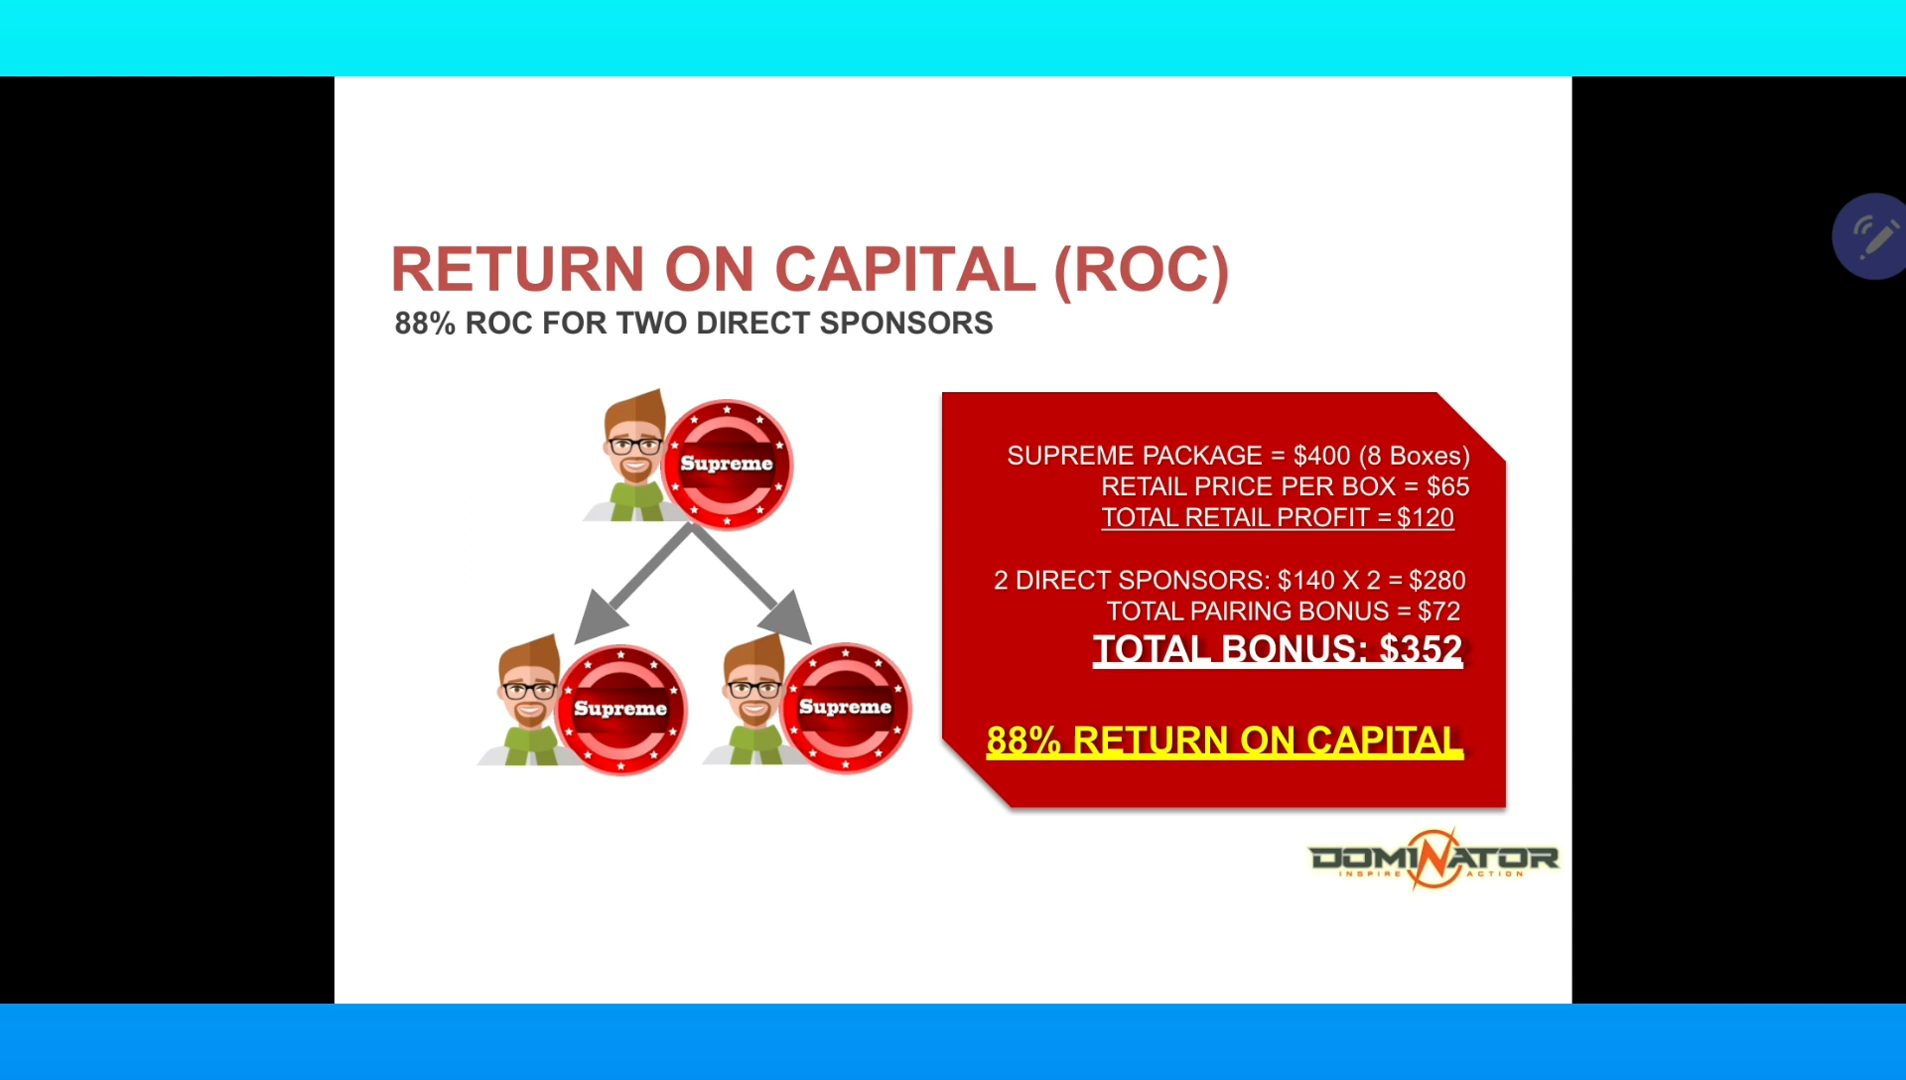 RETURN ON CAPITAL (ROC)
88% ROC FOR TWO DIRECT SPONSORS
Supreme
Supreme
Supreme
SUPREME PACKAGE = $400 (8 Boxes)
RETAIL PRICE PER BOX = $65
TOTAL RETAIL PROFIT = $120
2 DIRECT SPONSORS: $140 X 2 = $280
TOTAL PAIRING BONUS = $72
TOTAL BONUS: $352
88% RETURN ON CAPITAL
DOMINATOR
INSPIRE ACTION